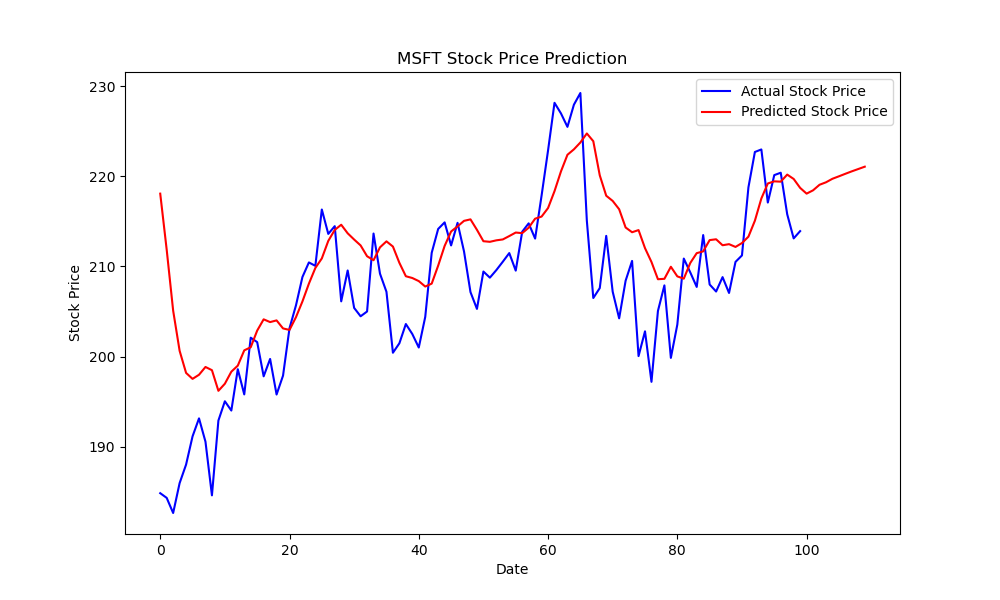 MSFT Stock Price Prediction
Actual Stock Price
Predicted Stock Price
230
220
210
200
190
Stock Price
0 20 40 60 80 100
Date